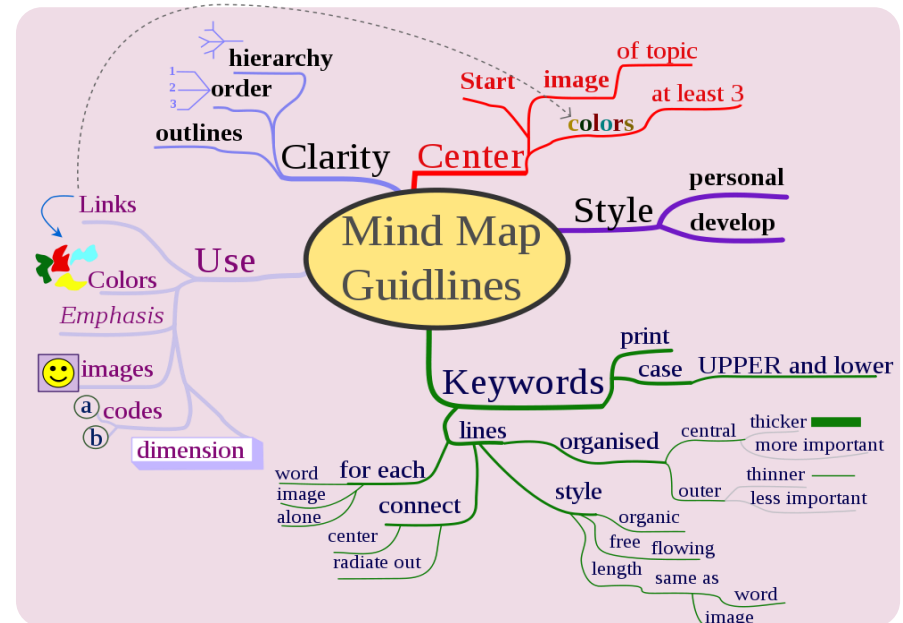 Mind Map
Guidlines
Clarity
hierarchy
1
2
3
order
outlines
Center
Start
image
of topic
colors
at least 3
Style
personal
develop
Use
Links
Colors
Emphasis
images
a
codes
b
dimension
Keywords
print
case
UPPER and lower
lines
organised
central
thicker
more important
outer
thinner
less important
style
organic
free
flowing
length
same as
word
image
for each
word
image
alone
connect
center
radiate out